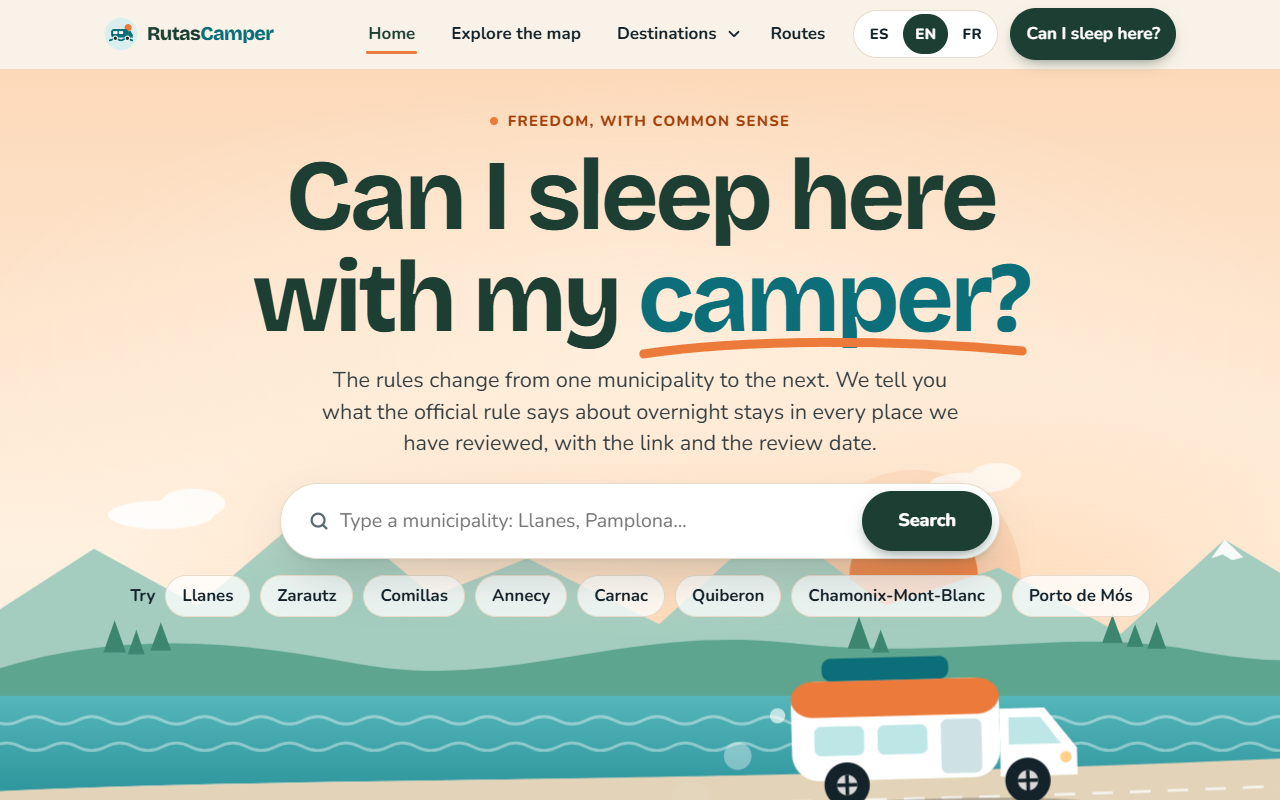 RutasCamper
Home
Explore the map
Destinations
Routes
ES
EN
FR
Can I sleep here?
FREEDOM, WITH COMMON SENSE
Can I sleep here
with my camper?
The rules change from one municipality to the next. We tell you
what the official rule says about overnight stays in every place we
have reviewed, with the link and the review date.
Type a municipality: Llanes, Pamplona...
Search
Try
Llanes
Zarautz
Comillas
Annecy
Carnac
Quiberon
Chamonix-Mont-Blanc
Porto de Mós